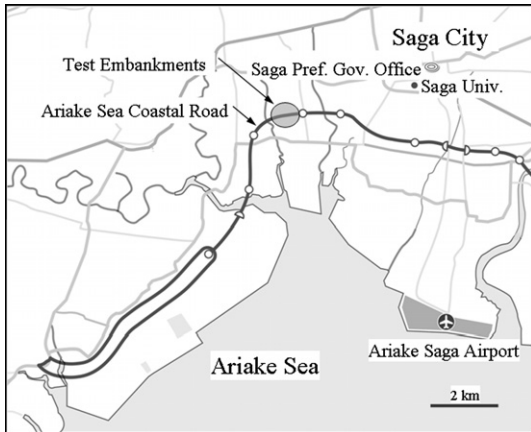 Saga City
Test Embankments
Saga Pref. Gov. Office
Saga Univ.
Ariake Sea Coastal Road
Ariake Sea
Ariake Saga Airport
2 km